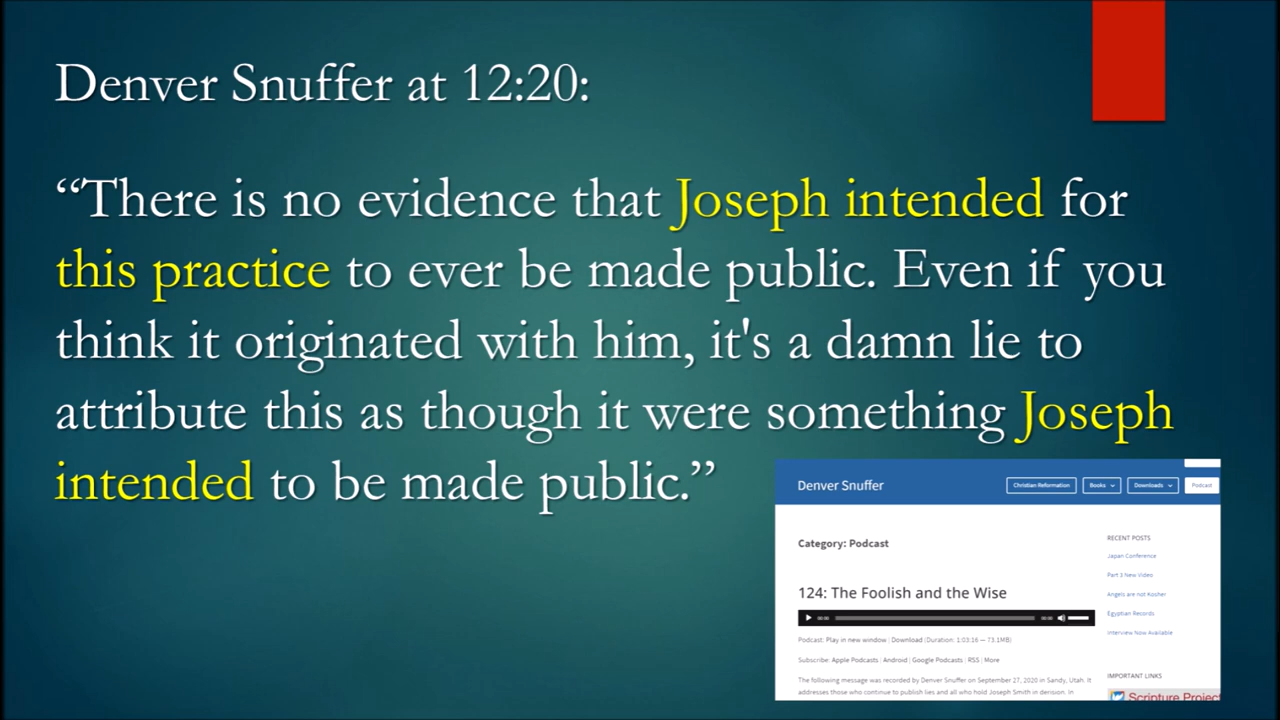 Denver Snuffer at 12:20:
“There is no evidence that Joseph intended for
this practice to ever be made public. Even if you
think it originated with him, it's a damn lie to
attribute this as though it were something Joseph
intended to be made public.”
Denver Snuffer
Christian Reformation
Books
Downloads
Podcast
Category: Podcast
124: The Foolish and the Wise
Podcast: Play in new window | Download (Duration: 1:03:16 — 73.1MB)
Subscribe: Apple Podcasts | Android | Google Podcasts | RSS | More
The following message was recorded by Denver Snuffer on September 27, 2020 in Sandy, Utah. It
addresses those who continue to publish lies and all who hold Joseph Smith in derision. In
RECENT POSTS
Japan Conference
Part 3 New Video
Angels are not Kosher
Egyptian Records
Interview Now Available
IMPORTANT LINKS
Scripture Project